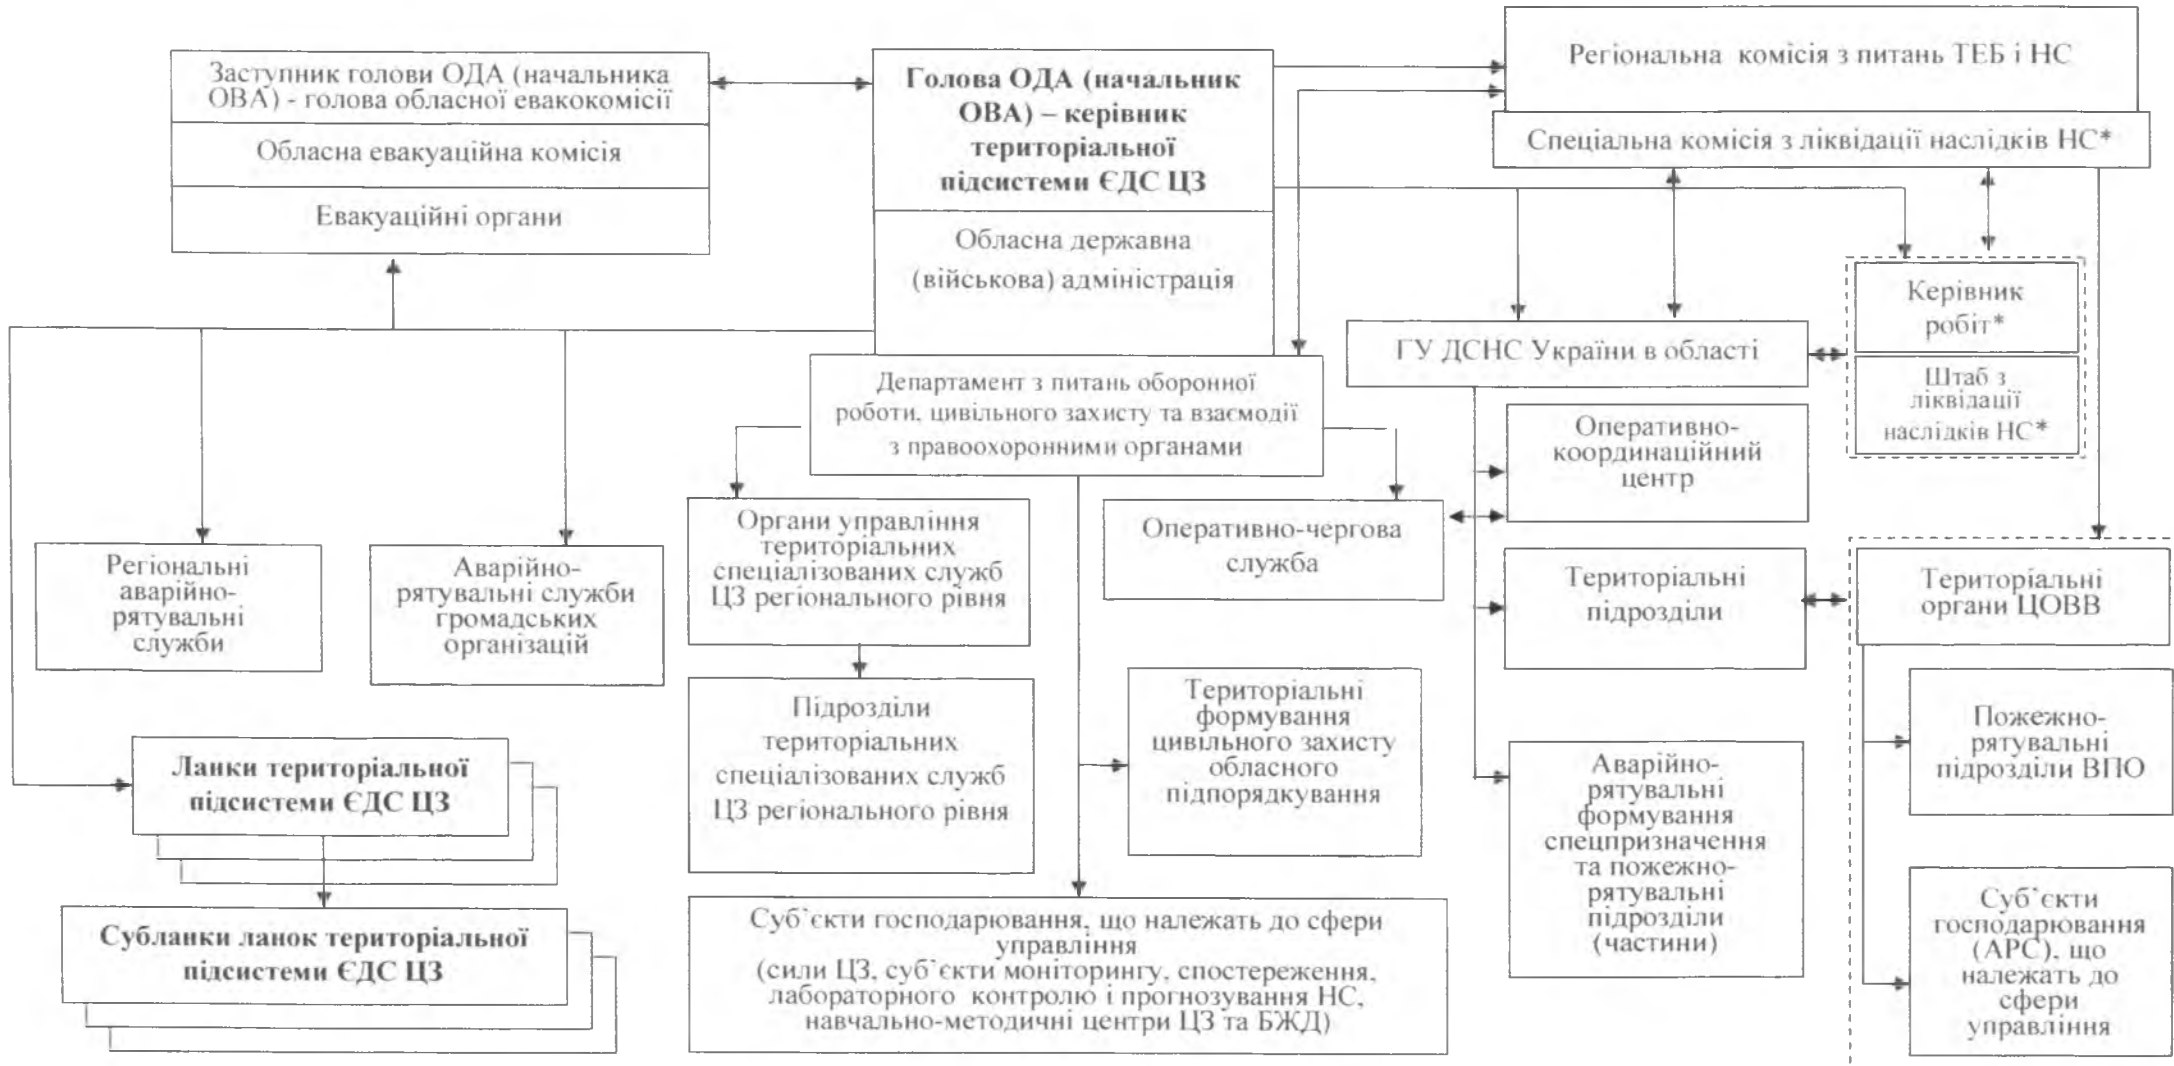 Заступник голови ОДА (начальника
ОВА) - голова обласної евакокомісії
Обласна евакуаційна комісія
Евакуаційні органи
Голова ОДА (начальник
ОВА) – керівник
територіальної
підсистеми ЄДС ЦЗ
Обласна державна
(військова) адміністрація
Регіональна комісія з питань ТЕБ і НС
Спеціальна комісія з ліквідації наслідків НС*
Керівник
робіт*
Штаб з
ліквідації
наслідків НС*
ГУ ДСНС України в області
Департамент з питань оборонної
роботи, цивільного захисту та взаємодії
з правоохоронними органами
Оперативно-
координаційний
центр
Органи управління
територіальних
спеціалізованих служб
ЦЗ регіонального рівня
Оперативно-чергова
служба
Регіональні
аварійно-
рятувальні
служби
Аварійно-
рятувальні служби
громадських
організацій
Територіальні
підрозділи
Територіальні
органи ЦОВВ
Підрозділи
територіальних
спеціалізованих служб
ЦЗ регіонального рівня
Територіальні
формування
цивільного захисту
обласного
підпорядкування
Пожежно-
рятувальні
підрозділи ВПО
Ланки територіальної
підсистеми ЄДС ЦЗ
Аварійно-
рятувальні
формування
спецпризначення
та пожежно-
рятувальні
підрозділи
(частини)
Субланки ланок територіальної
підсистеми ЄДС ЦЗ
Суб`єкти господарювання, що належать до сфери
управління
(сили ЦЗ, суб`єкти моніторингу, спостереження,
лабораторного контролю і прогнозування НС,
навчально-методичні центри ЦЗ та БЖД)
Суб`єкти
господарювання
(АРС), що
належать до
сфери
управління